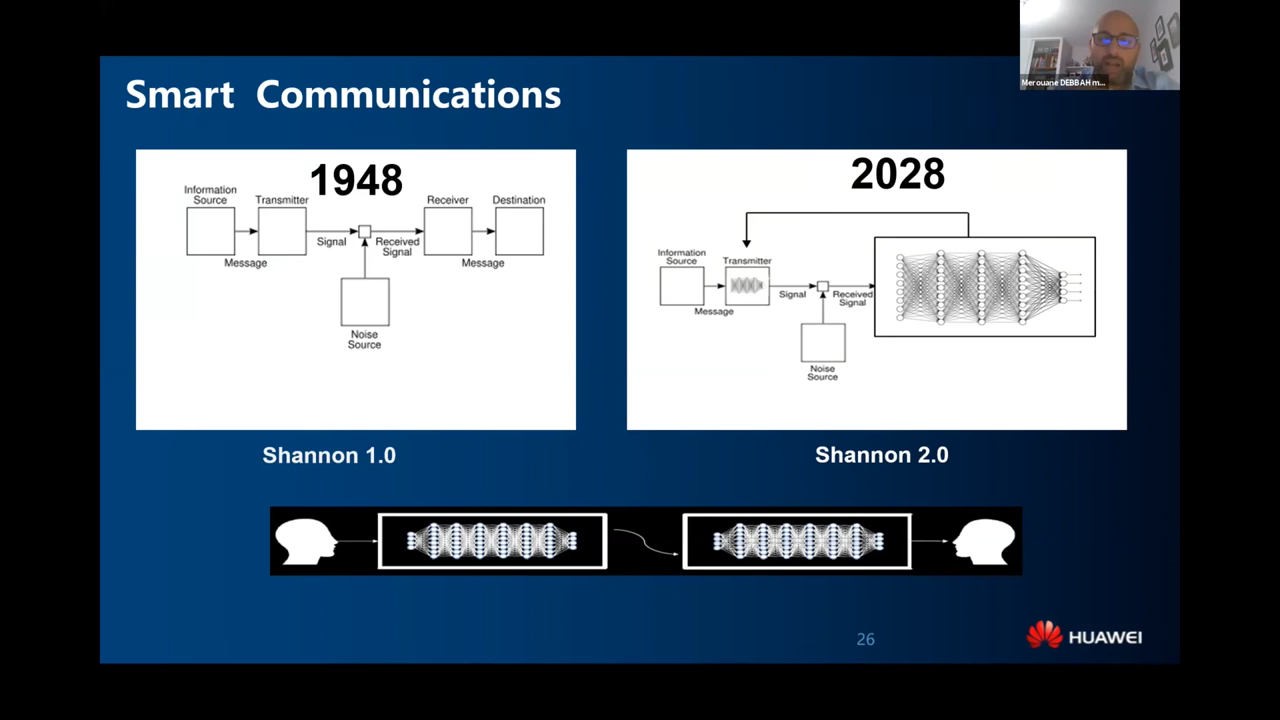 Merouane DEBBAH m...
Smart Communications
1948
Information
Source
Transmitter
Receiver
Destination
Signal
Received
Signal
Message
Message
Noise
Source
2028
Information
Source
Transmitter
Signal
Received
Signal
Message
Noise
Source
Shannon 1.0
Shannon 2.0
26
HUAWEI